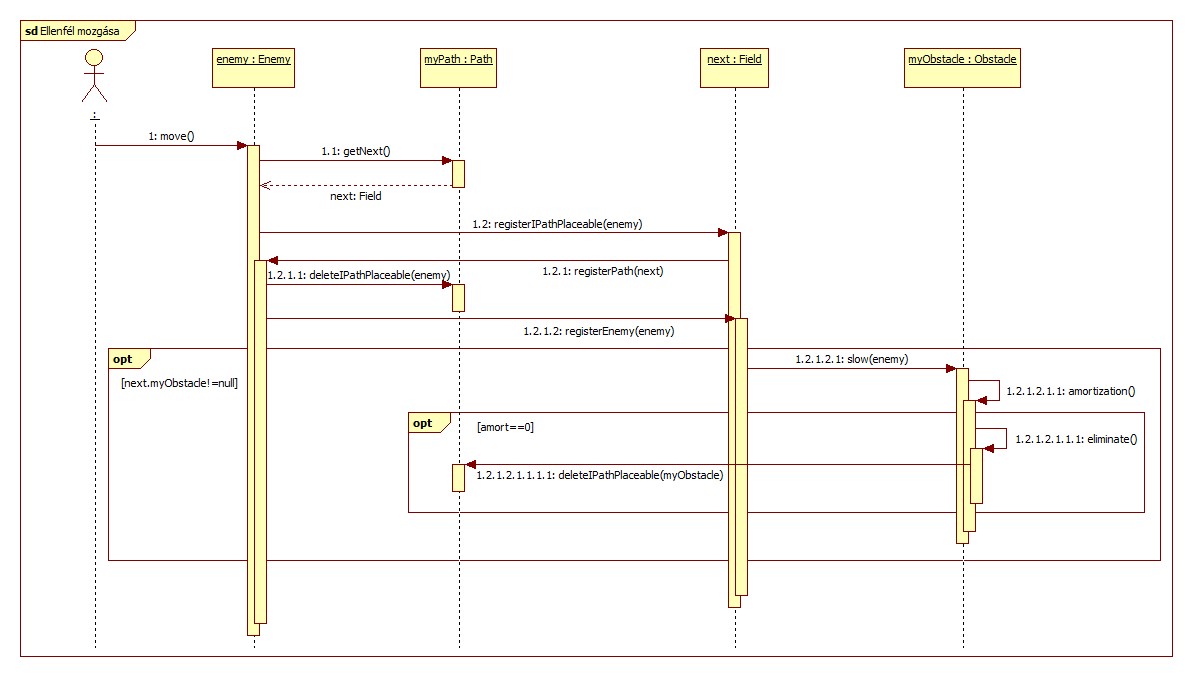 sd Ellenfél mozgása
enemy : Enemy
myPath : Path
next : Field
myObstacle : Obstacle
:
1: move()
1.1: getNext()
next: Field
1.2: registerIPathPlaceable(enemy)
1.2.1: registerPath(next)
1.2.1.1: deleteIPathPlaceable(enemy)
1.2.1.2: registerEnemy(enemy)
opt
[next.myObstacle!=null]
1.2.1.2.1: slow(enemy)
1.2.1.2.1.1: amortization()
opt
[amort==0]
1.2.1.2.1.1.1: eliminate()
1.2.1.2.1.1.1.1: deleteIPathPlaceable(myObstacle)